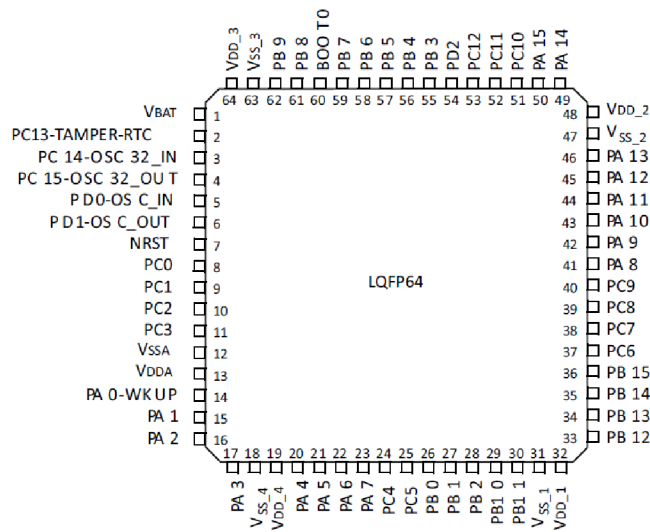 VDD_3
VSS_3
PB 9
PB 8
BOO T0
PB 7
PB 6
PB 5
PB 4
PB 3
PD2
PC12
PC11
PC10
PA 15
PA 14
64 63 62 61 60 59 58 57 56 55 54 53 52 51 50 49
VBAT 1
PC13-TAMPER-RTC 2
PC 14-OSC 32_IN 3
PC 15-OSC 32_OU T 4
P D0-OS C_IN 5
P D1-OS C_OUT 6
NRST 7
PC0 8
PC1 9
PC2 10
PC3 11
VSSA 12
VDDA 13
PA 0-WK UP 14
PA 1 15
PA 2 16
LQFP64
48 VDD_2
47 VSS_2
46 PA 13
45 PA 12
44 PA 11
43 PA 10
42 PA 9
41 PA 8
40 PC9
39 PC8
38 PC7
37 PC6
36 PB 15
35 PB 14
34 PB 13
33 PB 12
17 18 19 20 21 22 23 24 25 26 27 28 29 30 31 32
PA 3
VSS_4
VDD_4
PA 4
PA 5
PA 6
PA 7
PC4
PC5
PB 0
PB 1
PB 2
PB1 0
PB1 1
VSS_1
VDD_1